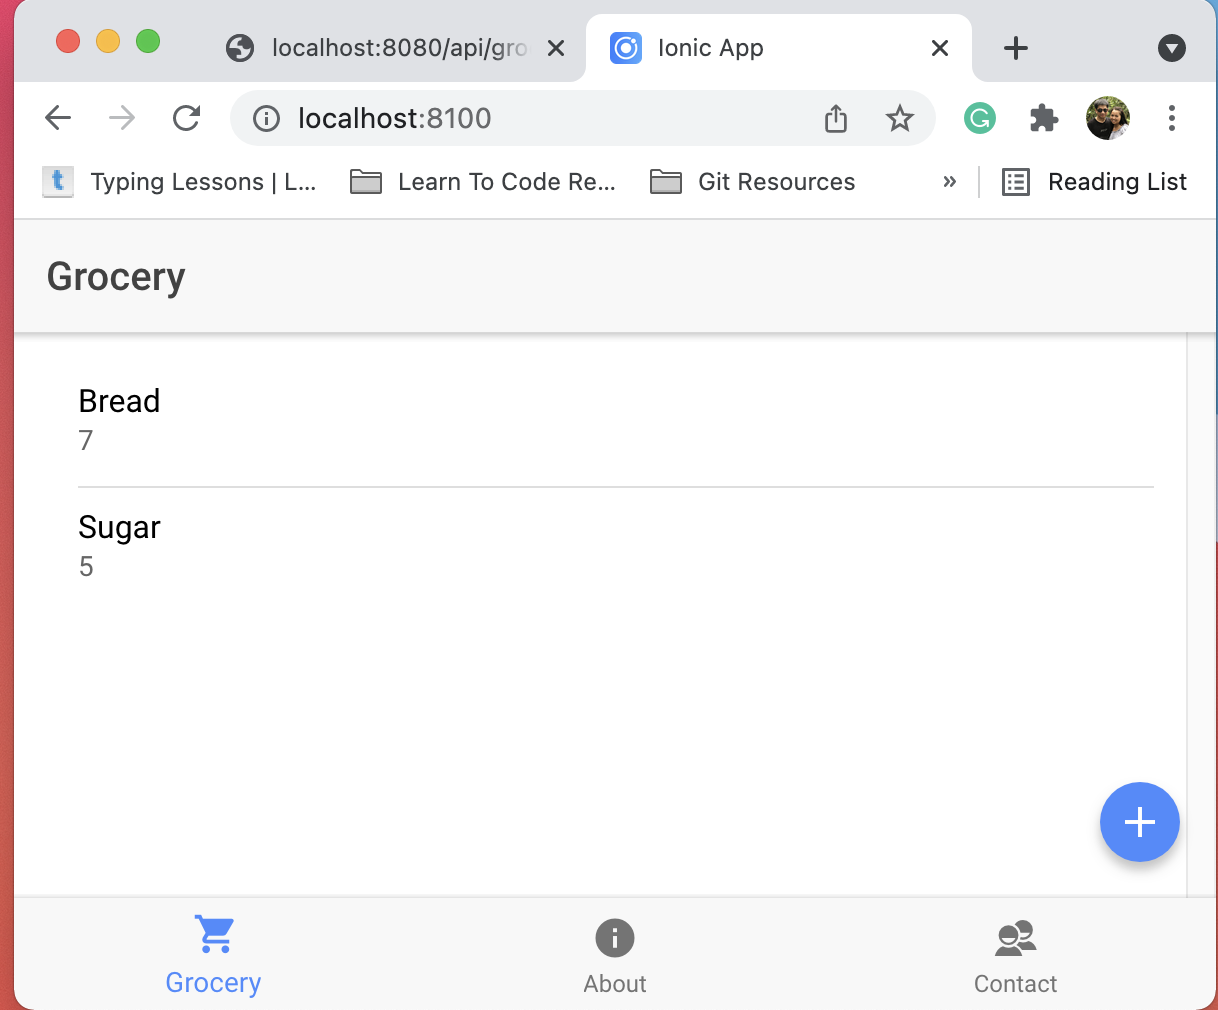 localhost:8080/api/gro
Ionic App
localhost:8100
Typing Lessons | L...
Learn To Code Re...
Git Resources
»
Reading List
Grocery
Bread
7
Sugar
5
Grocery
About
Contact